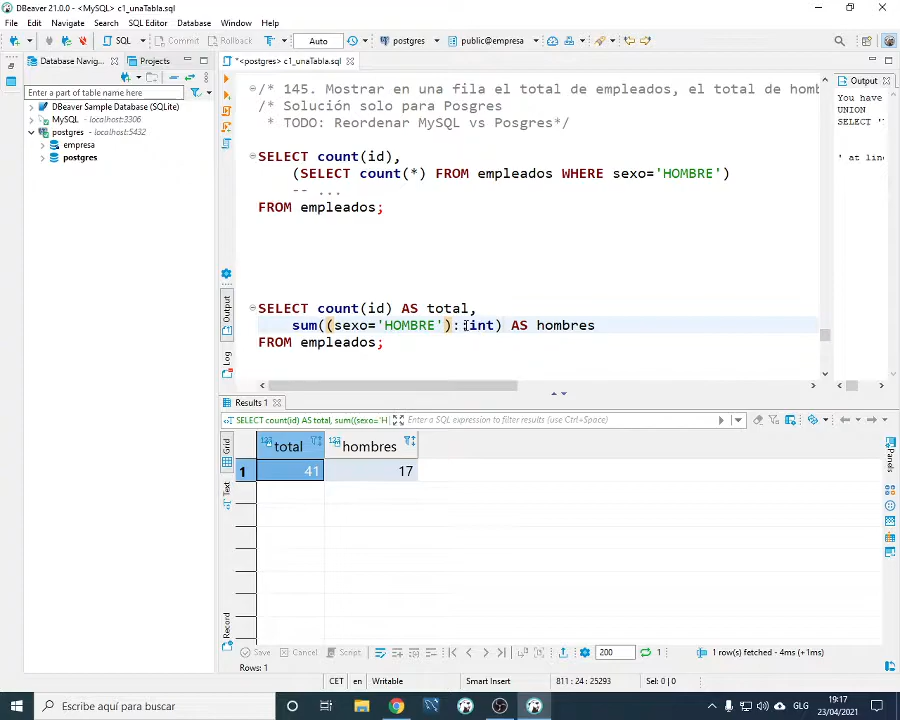 DBeaver 21.0.0 - <MySQL> c1_unaTabla.sql
File Edit Navigate Search SQL Editor Database Window Help
SQL Commit Rollback Auto postgres public@empresa
Database Navig... Projects
*<postgres> c1_unaTabla.sql
Output
Enter a part of table name here
DBeaver Sample Database (SQLite)
MySQL - localhost:3306
postgres - localhost:5432
empresa
postgres
/* 145. Mostrar en una fila el total de empleados, el total de homb
/* Solución solo para Posgres
* TODO: Reordenar MySQL vs Posgres*/
SELECT count(id),
(SELECT count(*) FROM empleados WHERE sexo='HOMBRE')
-- ...
FROM empleados;
SELECT count(id) AS total,
sum((sexo='HOMBRE')::int) AS hombres
FROM empleados;
You have
UNION
SELECT '
' at lin
Output
Log
Results 1
SELECT count(id) AS total, sum((sexo='H
Enter a SQL expression to filter results (use Ctrl+Space)
Grid
Text
Record
Panels
total hombres
1 41 17
Save Cancel Script 200 1 1 row(s) fetched - 4ms (+1ms)
Rows: 1
CET en Writable Smart Insert 811 : 24 : 25293 Sel: 0 | 0
Escribe aquí para buscar
GLG
19:17
23/04/2021